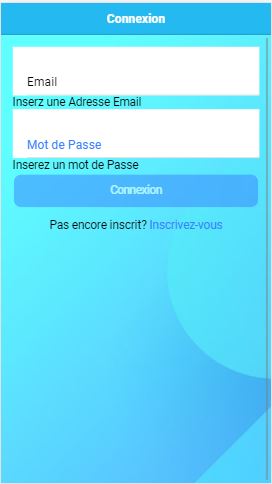 Connexion
Email
Inserz une Adresse Email
Mot de Passe
Inserez un mot de Passe
Connexion
Pas encore inscrit? Inscrivez-vous